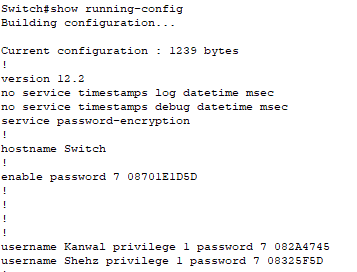 Switch#show running-config
Building configuration...
Current configuration : 1239 bytes
!
version 12.2
no service timestamps log datetime msec
no service timestamps debug datetime msec
service password-encryption
!
hostname Switch
!
enable password 7 08701E1D5D
!
!
!
!
username Kanwal privilege 1 password 7 082A4745
username Shehz privilege 1 password 7 08325F5D